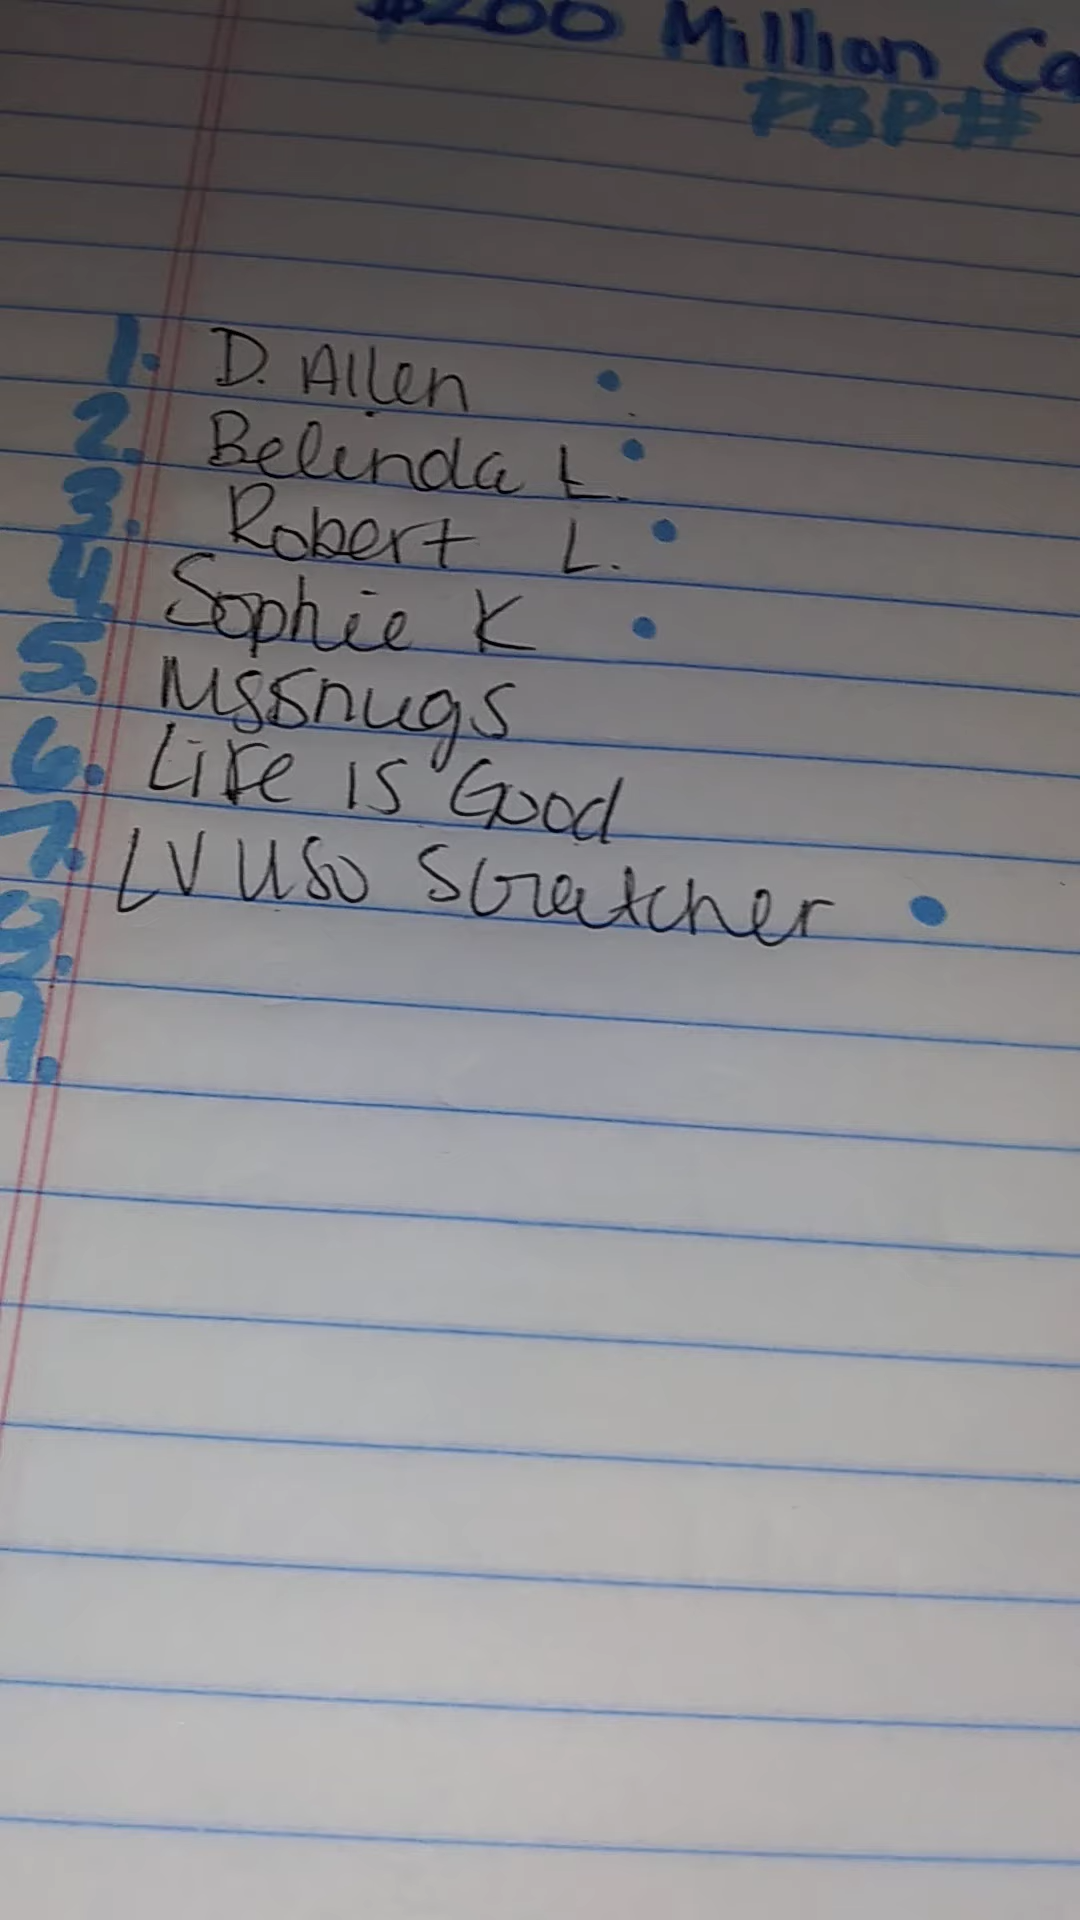 $200 Million Ca
PBP#
1. D. Allen
2. Belinda L.
3. Robert L.
4. Sophie K
5. MsSnugs
6. Life is Good
7. LV USO Scratcher
8.
9.